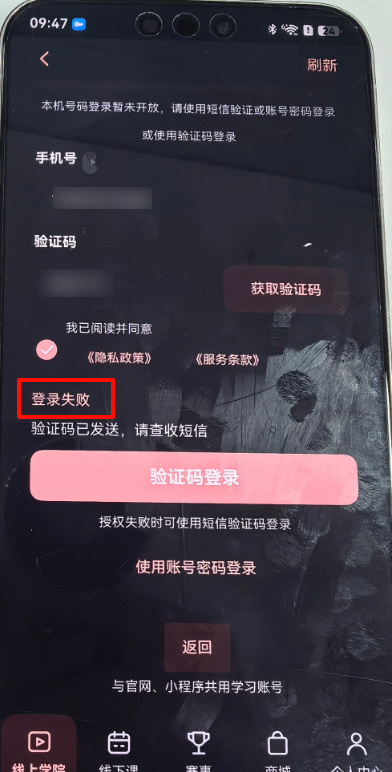 09:47
24
刷新
本机号码登录暂未开放，请使用短信验证或账号密码登录
或使用验证码登录
手机号
验证码
获取验证码
我已阅读并同意
《隐私政策》 《服务条款》
登录失败
验证码已发送，请查收短信
验证码登录
授权失败时可使用短信验证码登录
使用账号密码登录
返回
与官网、小程序共用学习账号
线上学院 线下课 赛事 商城 个人中心